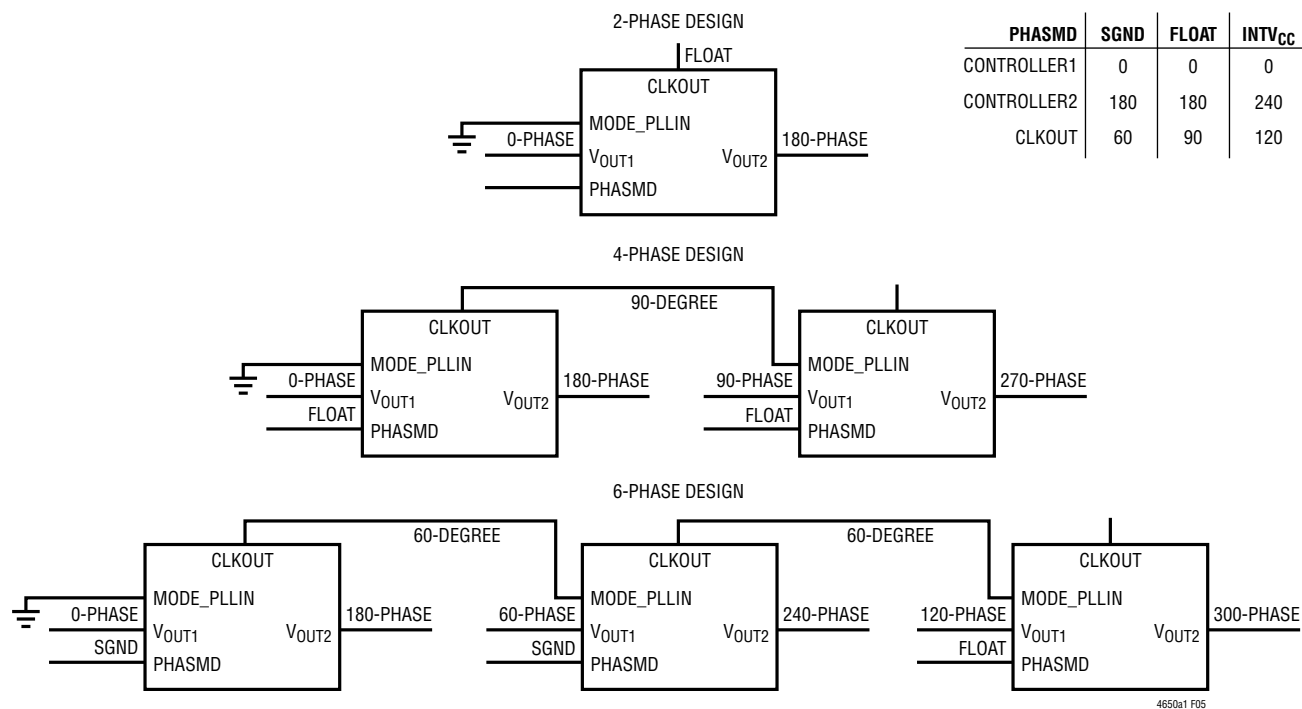 2-PHASE DESIGN
FLOAT
CLKOUT
MODE_PLLIN
0-PHASE
180-PHASE
VOUT1
VOUT2
PHASMD
PHASMD SGND FLOAT INTVCC
CONTROLLER1 0 0 0
CONTROLLER2 180 180 240
CLKOUT 60 90 120
4-PHASE DESIGN
90-DEGREE
CLKOUT
MODE_PLLIN
0-PHASE
180-PHASE
VOUT1
VOUT2
FLOAT
PHASMD
CLKOUT
MODE_PLLIN
90-PHASE
270-PHASE
VOUT1
VOUT2
FLOAT
PHASMD
6-PHASE DESIGN
60-DEGREE
60-DEGREE
CLKOUT
MODE_PLLIN
0-PHASE
180-PHASE
VOUT1
VOUT2
SGND
PHASMD
CLKOUT
MODE_PLLIN
60-PHASE
240-PHASE
VOUT1
VOUT2
SGND
PHASMD
CLKOUT
MODE_PLLIN
120-PHASE
300-PHASE
VOUT1
VOUT2
FLOAT
PHASMD
4650a1 F05